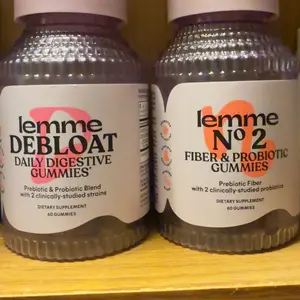 lemme
DEBLOAT
DAILY DIGESTIVE
GUMMIES*
Prebiotic & Probiotic Blend
with 2 clinically-studied strains
DIETARY SUPPLEMENT
60 GUMMIES
lemme
No 2
FIBER & PROBIOTIC
GUMMIES
Prebiotic Fiber
with 2 clinically-studied probiotics
DIETARY SUPPLEMENT
60 GUMMIES